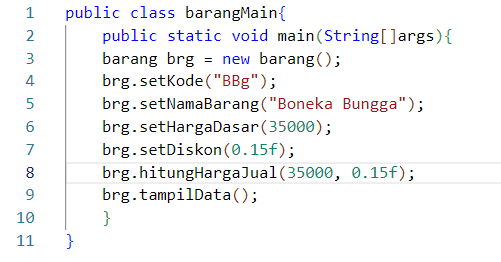 1 public class barangMain{
2 public static void main(String[]args){
3 barang brg = new barang();
4 brg.setKode("BBg");
5 brg.setNamaBarang("Boneka Bungga");
6 brg.setHargaDasar(35000);
7 brg.setDiskon(0.15f);
8 brg.hitungHargaJual(35000, 0.15f);
9 brg.tampilData();
10 }
11 }